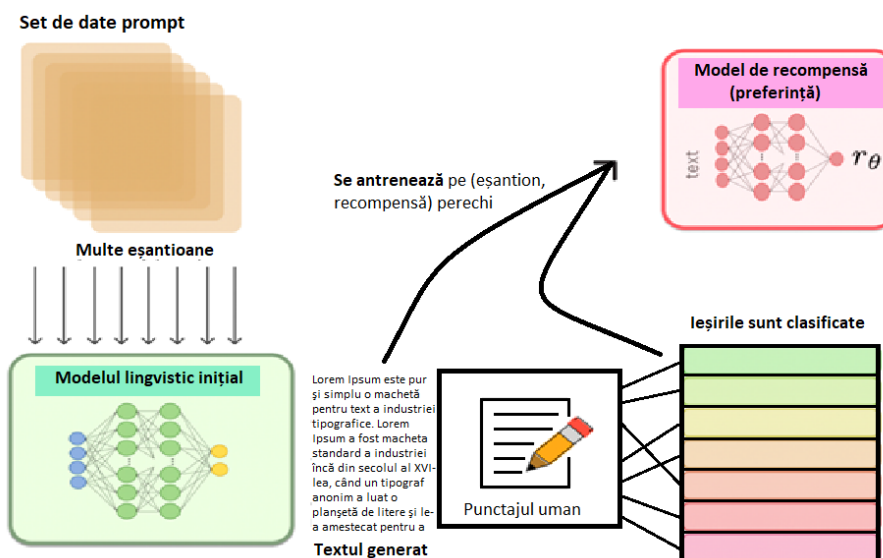 Set de date prompt
Multe eșantioane
Modelul lingvistic inițial
Se antrenează pe (eșantion,
recompensă) perechi
Model de recompensă
(preferință)
text
rθ
Lorem Ipsum este pur
și simplu o machetă
pentru text a industriei
tipografice. Lorem
Ipsum a fost macheta
standard a industriei
încă din secolul al XVI-
lea, când un tipograf
anonim a luat o
planșetă de litere și le-
a amestecat pentru a
Textul generat
Punctajul uman
Ieșirile sunt clasificate